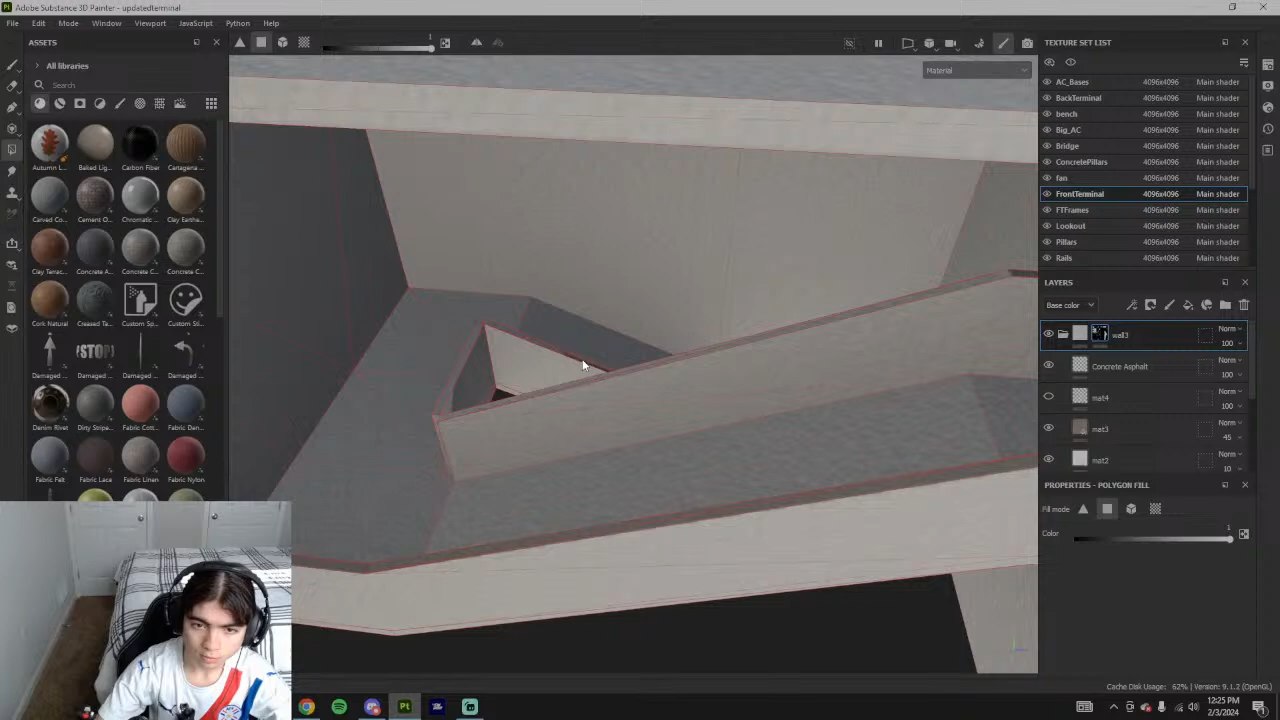 Adobe Substance 3D Painter - updatedterminal
File Edit Mode Window Viewport JavaScript Python Help
ASSETS
All libraries
Search
Autumn L...
Baked Lig...
Carbon Fiber
Cartagena ...
Carved Co...
Cement O...
Chromatic ...
Clay Earthe...
Clay Terrac...
Concrete A...
Concrete C...
Concrete C...
Cork Natural
Creased Ta...
Custom Sp...
Custom Sti...
Damaged ...
Damaged ...
Damaged ...
Damaged ...
Denim Rivet
Dirty Stripe...
Fabric Cott...
Fabric Den...
Fabric Felt
Fabric Knit...
Fabric Linen
Fabric Nylon
1
Material
TEXTURE SET LIST
AC_Bases 4096x4096 Main shader
BackTerminal 4096x4096 Main shader
bench 4096x4096 Main shader
Big_AC 4096x4096 Main shader
Bridge 4096x4096 Main shader
ConcretePillars 4096x4096 Main shader
fan 4096x4096 Main shader
FrontTerminal 4096x4096 Main shader
FTFrames 4096x4096 Main shader
Lookout 4096x4096 Main shader
Pillars 4096x4096 Main shader
Rails 4096x4096 Main shader
LAYERS
Base color
wall3 Norm 100
Concrete Asphalt Norm 100
mat4 Norm 100
mat3 Norm 45
mat2 Norm 10
PROPERTIES - POLYGON FILL
Fill mode
Color 1
Cache Disk Usage: 62% | Version: 9.1.2 (OpenGL)
Pt
12:25 PM
2/3/2024